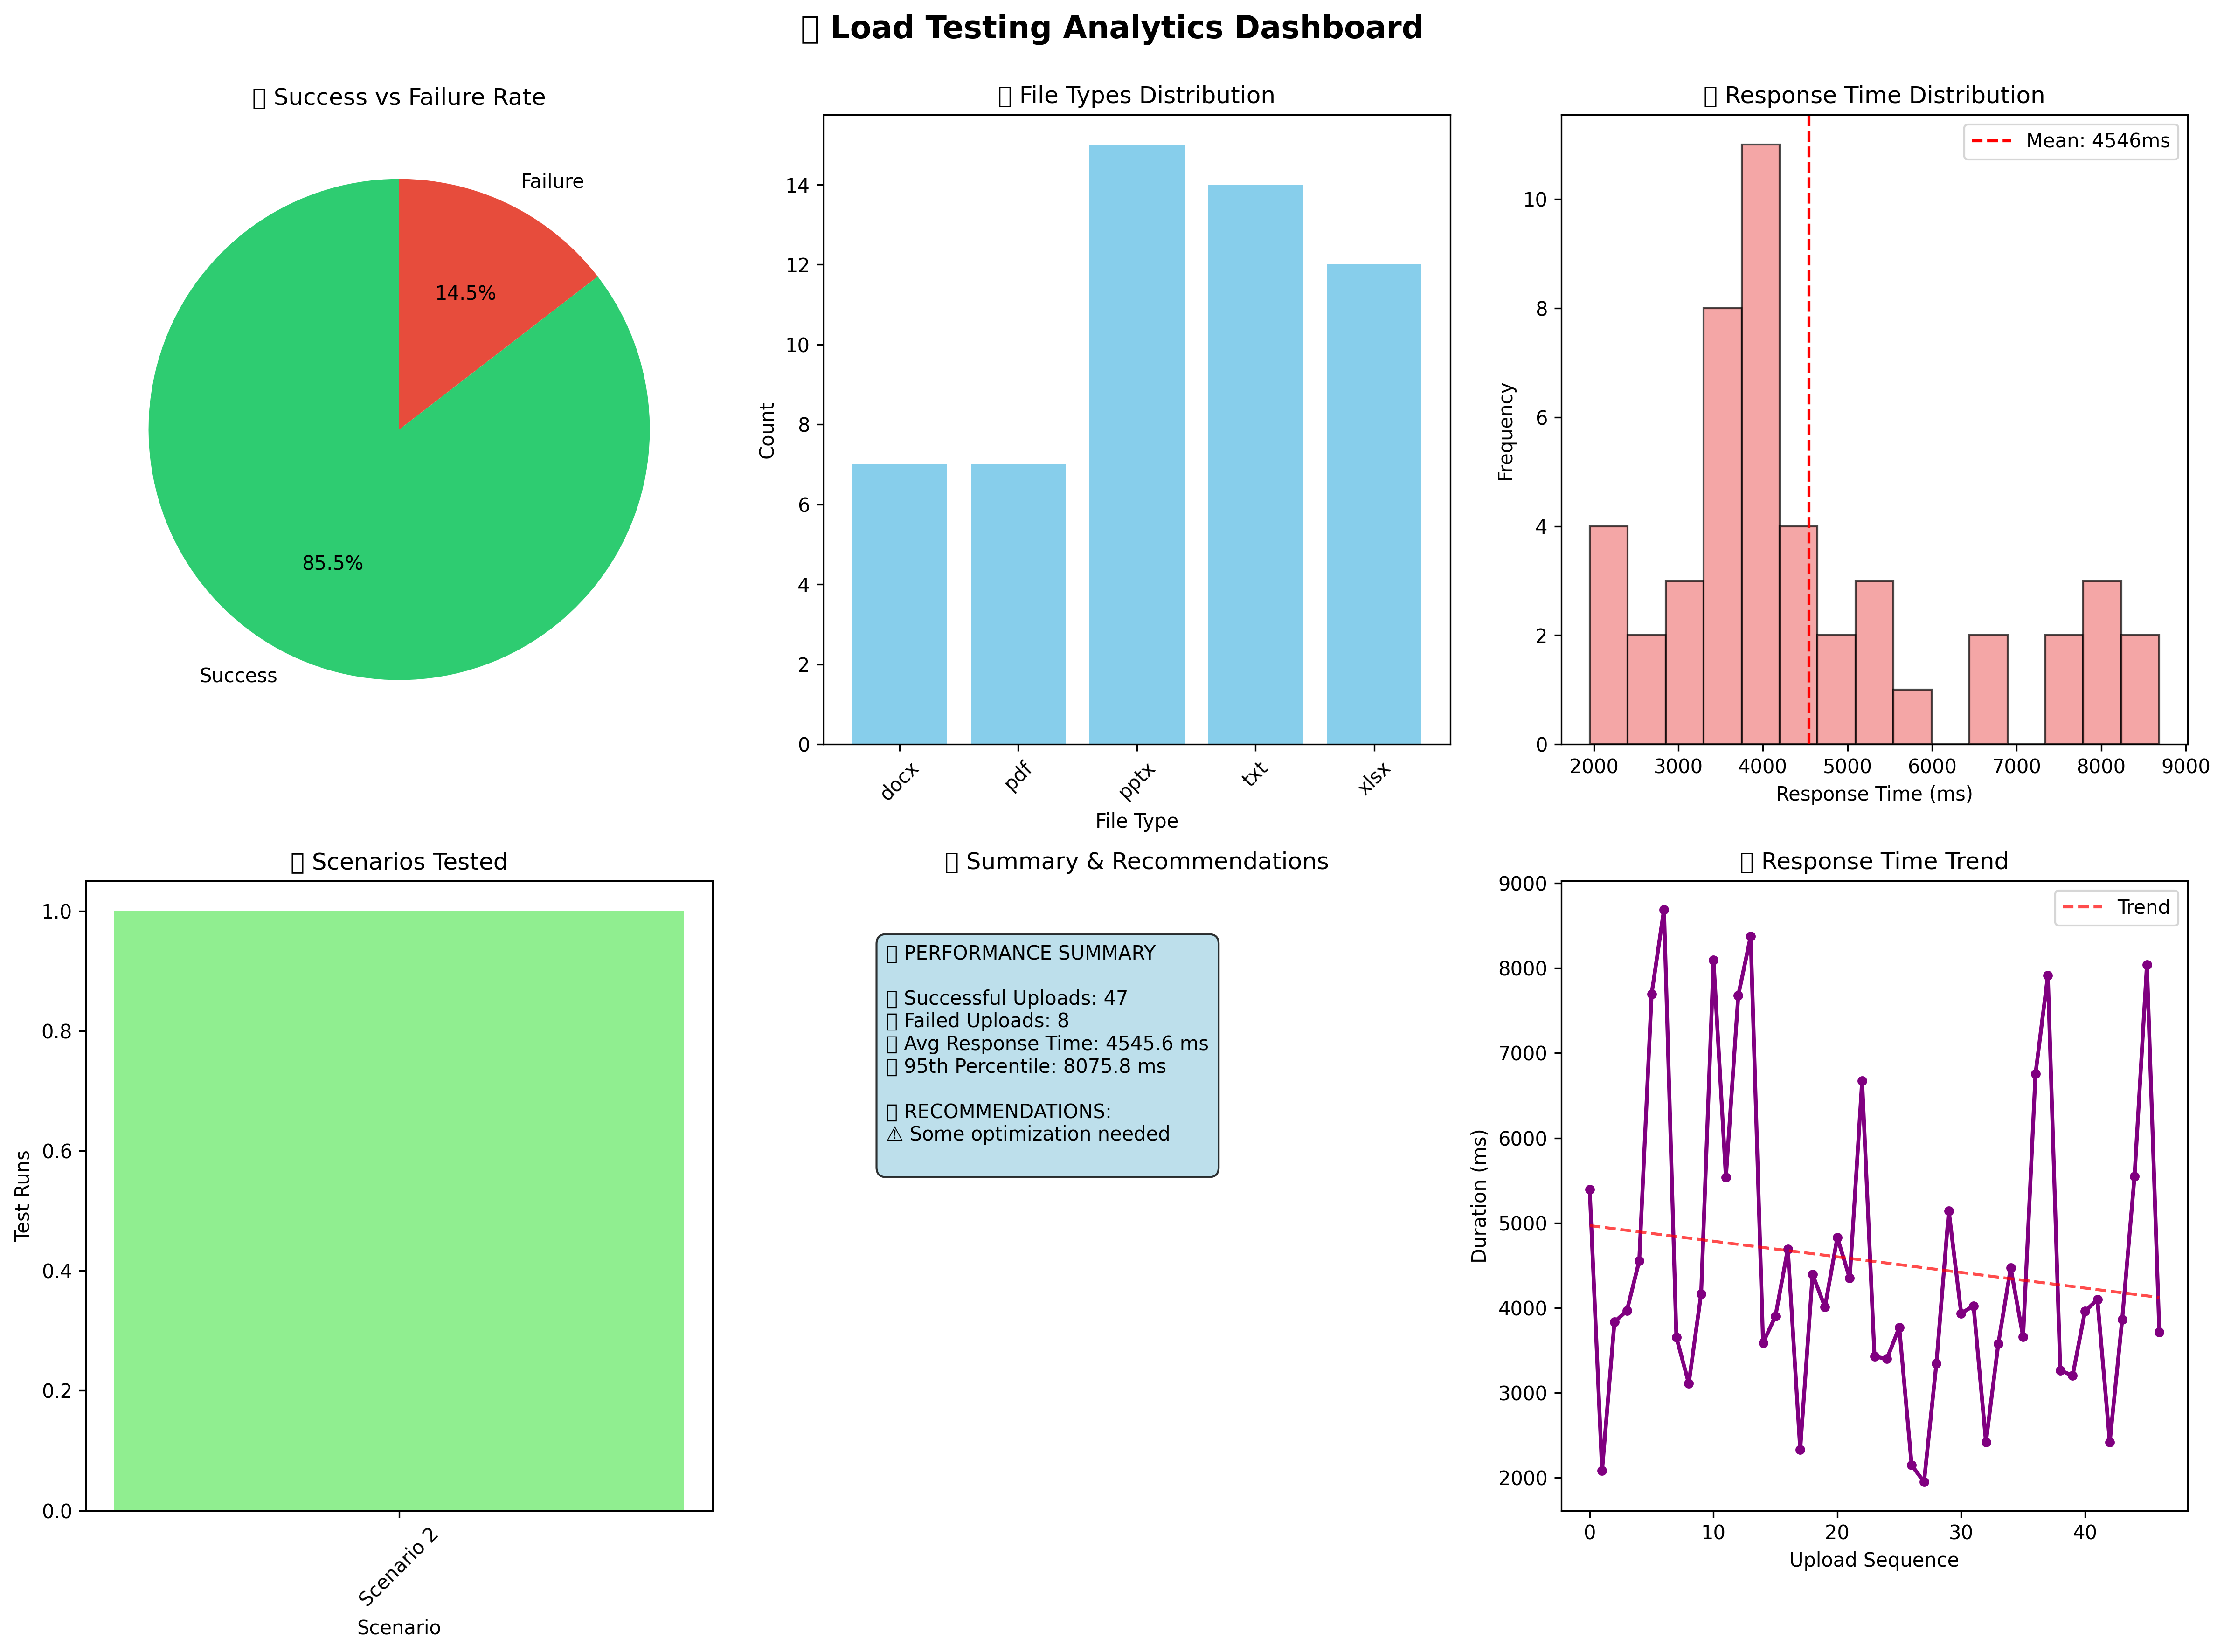 Load Testing Analytics Dashboard
Success vs Failure Rate
Failure
14.5%
85.5%
Success
File Types Distribution
Count
14
12
10
8
6
4
2
0
docx
pdf
pptx
txt
xlsx
File Type
Response Time Distribution
Mean: 4546ms
Frequency
10
8
6
4
2
0
2000
3000
4000
5000
6000
7000
8000
9000
Response Time (ms)
Scenarios Tested
Test Runs
1.0
0.8
0.6
0.4
0.2
0.0
Scenario 2
Scenario
Summary & Recommendations
PERFORMANCE SUMMARY
Successful Uploads: 47
Failed Uploads: 8
Avg Response Time: 4545.6 ms
95th Percentile: 8075.8 ms
RECOMMENDATIONS:
⚠ Some optimization needed
Response Time Trend
Trend
Duration (ms)
9000
8000
7000
6000
5000
4000
3000
2000
0
10
20
30
40
Upload Sequence